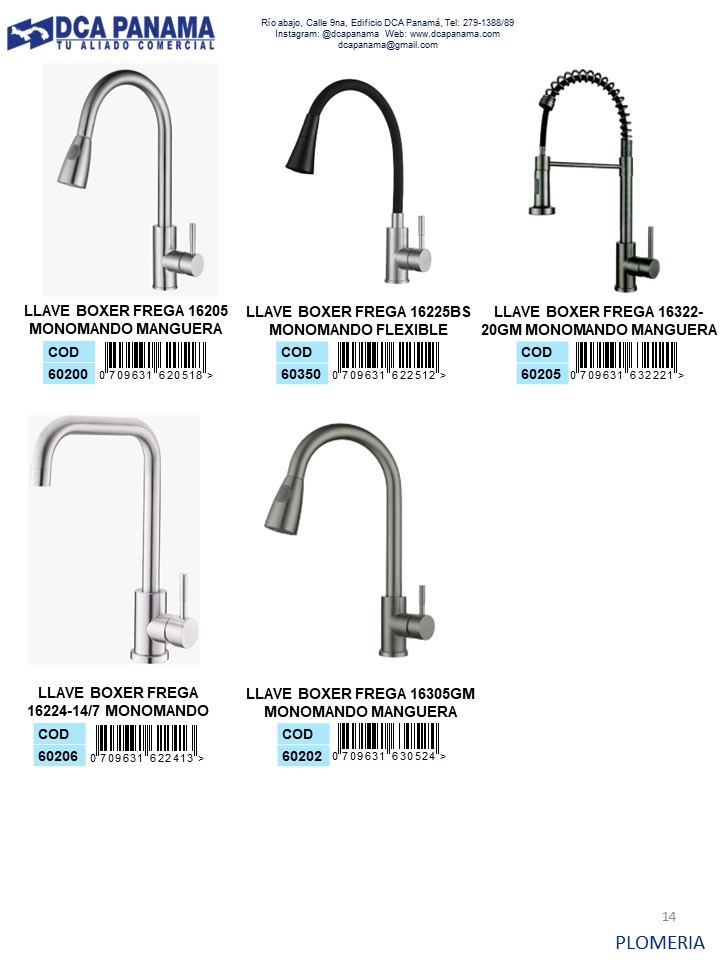 DCA PANAMA
TU ALIADO COMERCIAL
Río abajo, Calle 9na, Edificio DCA Panamá, Tel: 279-1388/89
Instagram: @dcapanama Web: www.dcapanama.com
dcapanama@gmail.com
LLAVE BOXER FREGA 16205
MONOMANDO MANGUERA
COD
60200
0 709631 620518 >
LLAVE BOXER FREGA 16225BS
MONOMANDO FLEXIBLE
COD
60350
0 709631 622512 >
LLAVE BOXER FREGA 16322-
20GM MONOMANDO MANGUERA
COD
60205
0 709631 632221 >
LLAVE BOXER FREGA
16224-14/7 MONOMANDO
COD
60206
0 709631 622413 >
LLAVE BOXER FREGA 16305GM
MONOMANDO MANGUERA
COD
60202
0 709631 630524 >
14
PLOMERIA